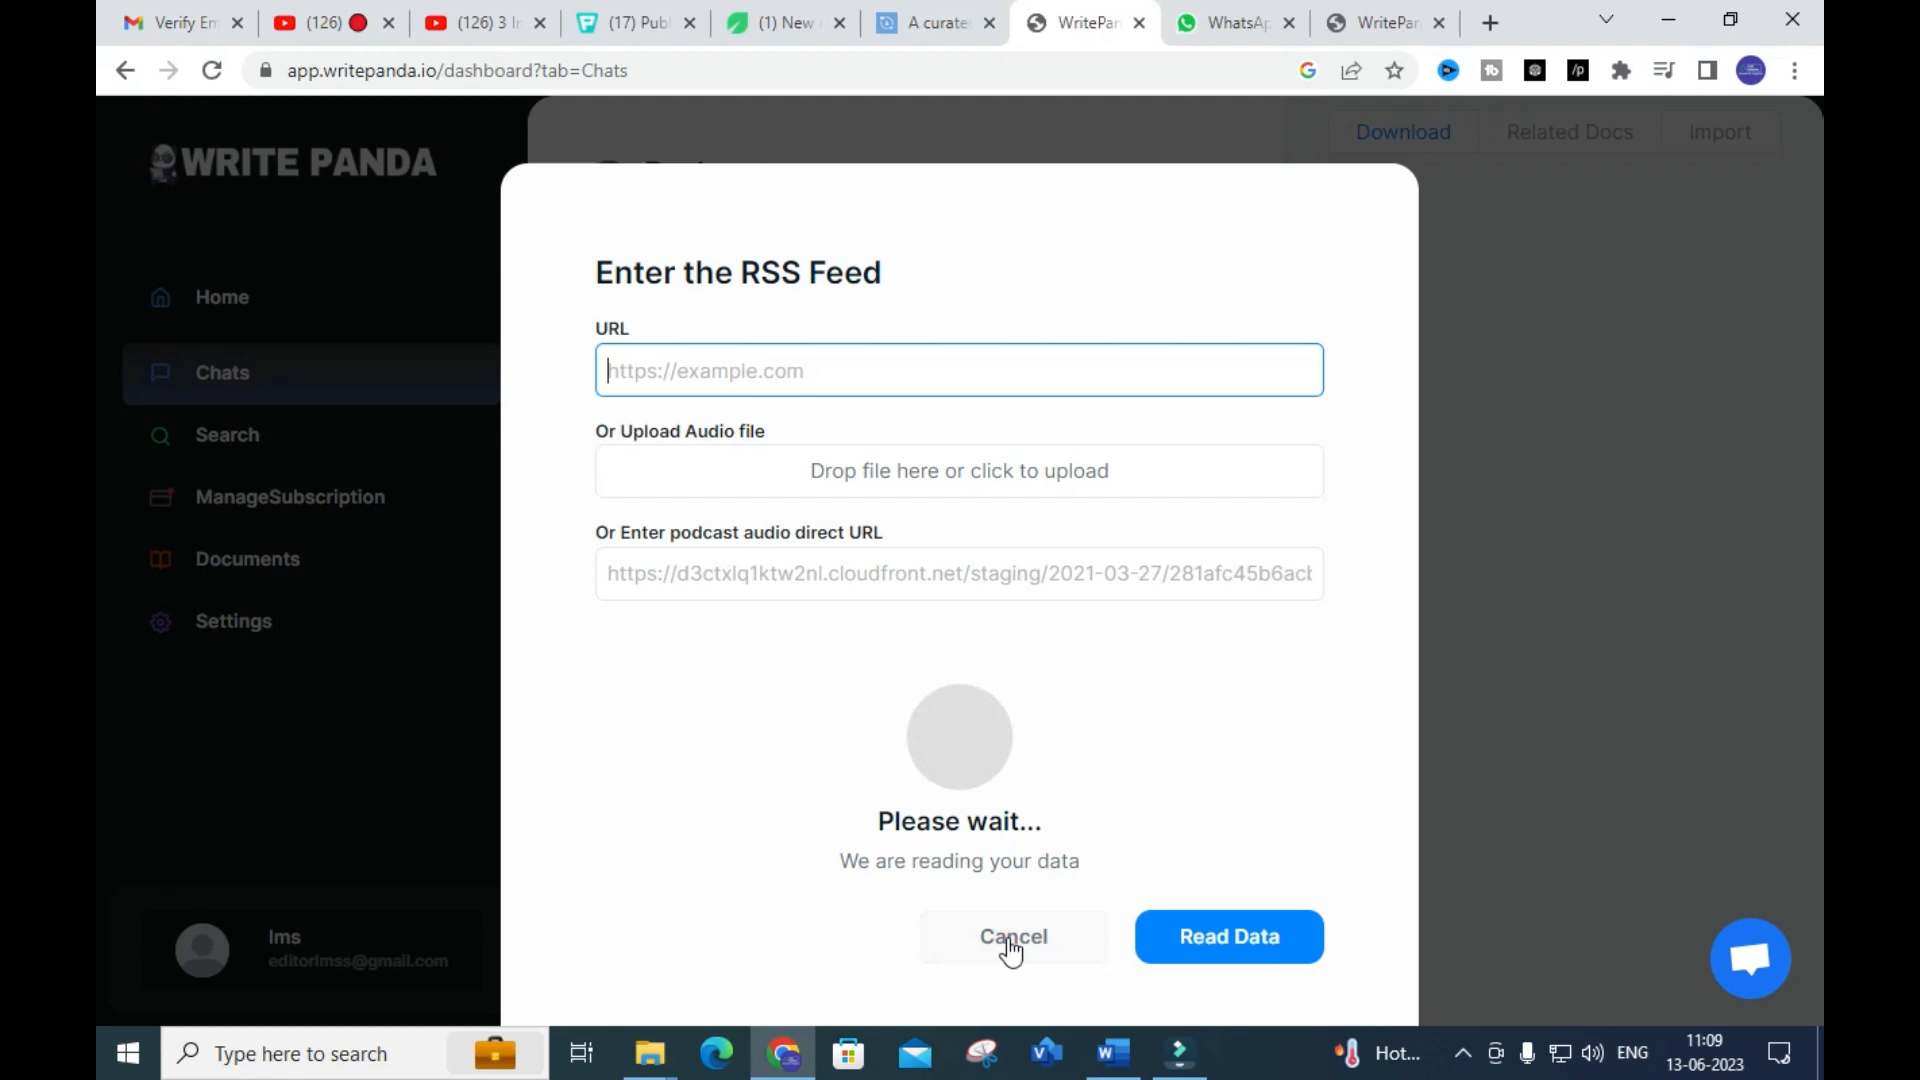 Verify Em
(126)
(126) 3 In
(17) Publ
(1) New
A curate
WritePan
WhatsAp
WritePan
app.writepanda.io/dashboard?tab=Chats
WRITE PANDA
Download
Related Docs
Import
Enter the RSS Feed
Home
URL
https://example.com
Chats
Or Upload Audio file
Search
Drop file here or click to upload
ManageSubscription
Or Enter podcast audio direct URL
Documents
https://d3ctxlq1ktw2nl.cloudfront.net/staging/2021-03-27/281afc45b6acb
Settings
Please wait...
We are reading your data
Cancel
Read Data
lms
editorlmss@gmail.com
Type here to search
Hot...
ENG
11:09
13-06-2023